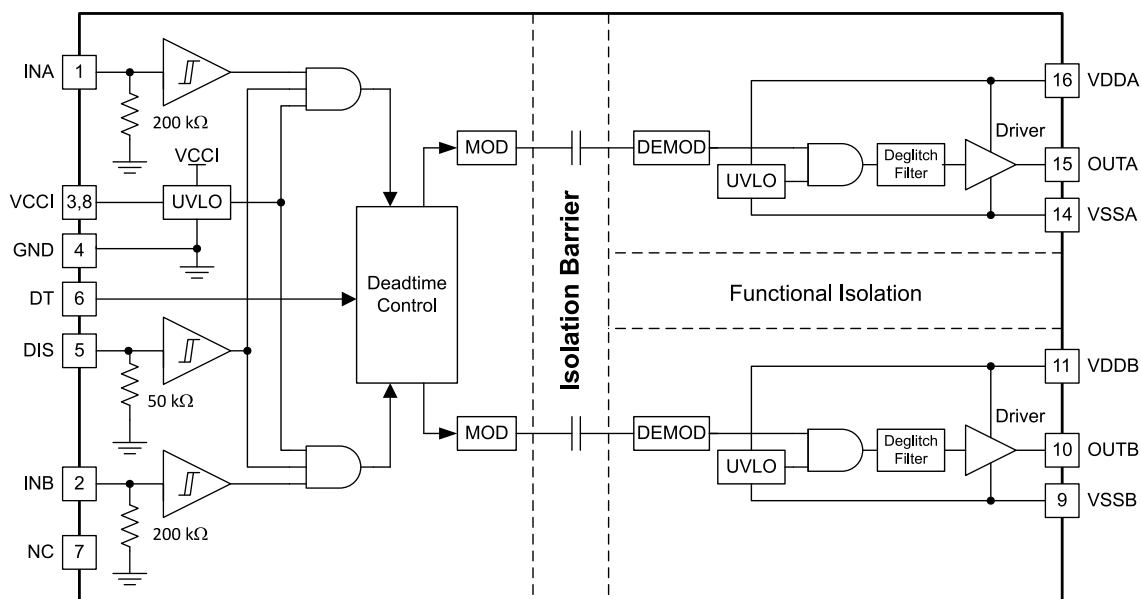 INA 1
200 kΩ
VCCI
VCCI 3,8
UVLO
GND 4
DT 6
DIS 5
50 kΩ
INB 2
200 kΩ
NC 7
Deadtime
Control
MOD
MOD
Isolation Barrier
DEMOD
UVLO
Deglitch
Filter
Driver
16 VDDA
15 OUTA
14 VSSA
Functional Isolation
DEMOD
UVLO
Deglitch
Filter
Driver
11 VDDB
10 OUTB
9 VSSB